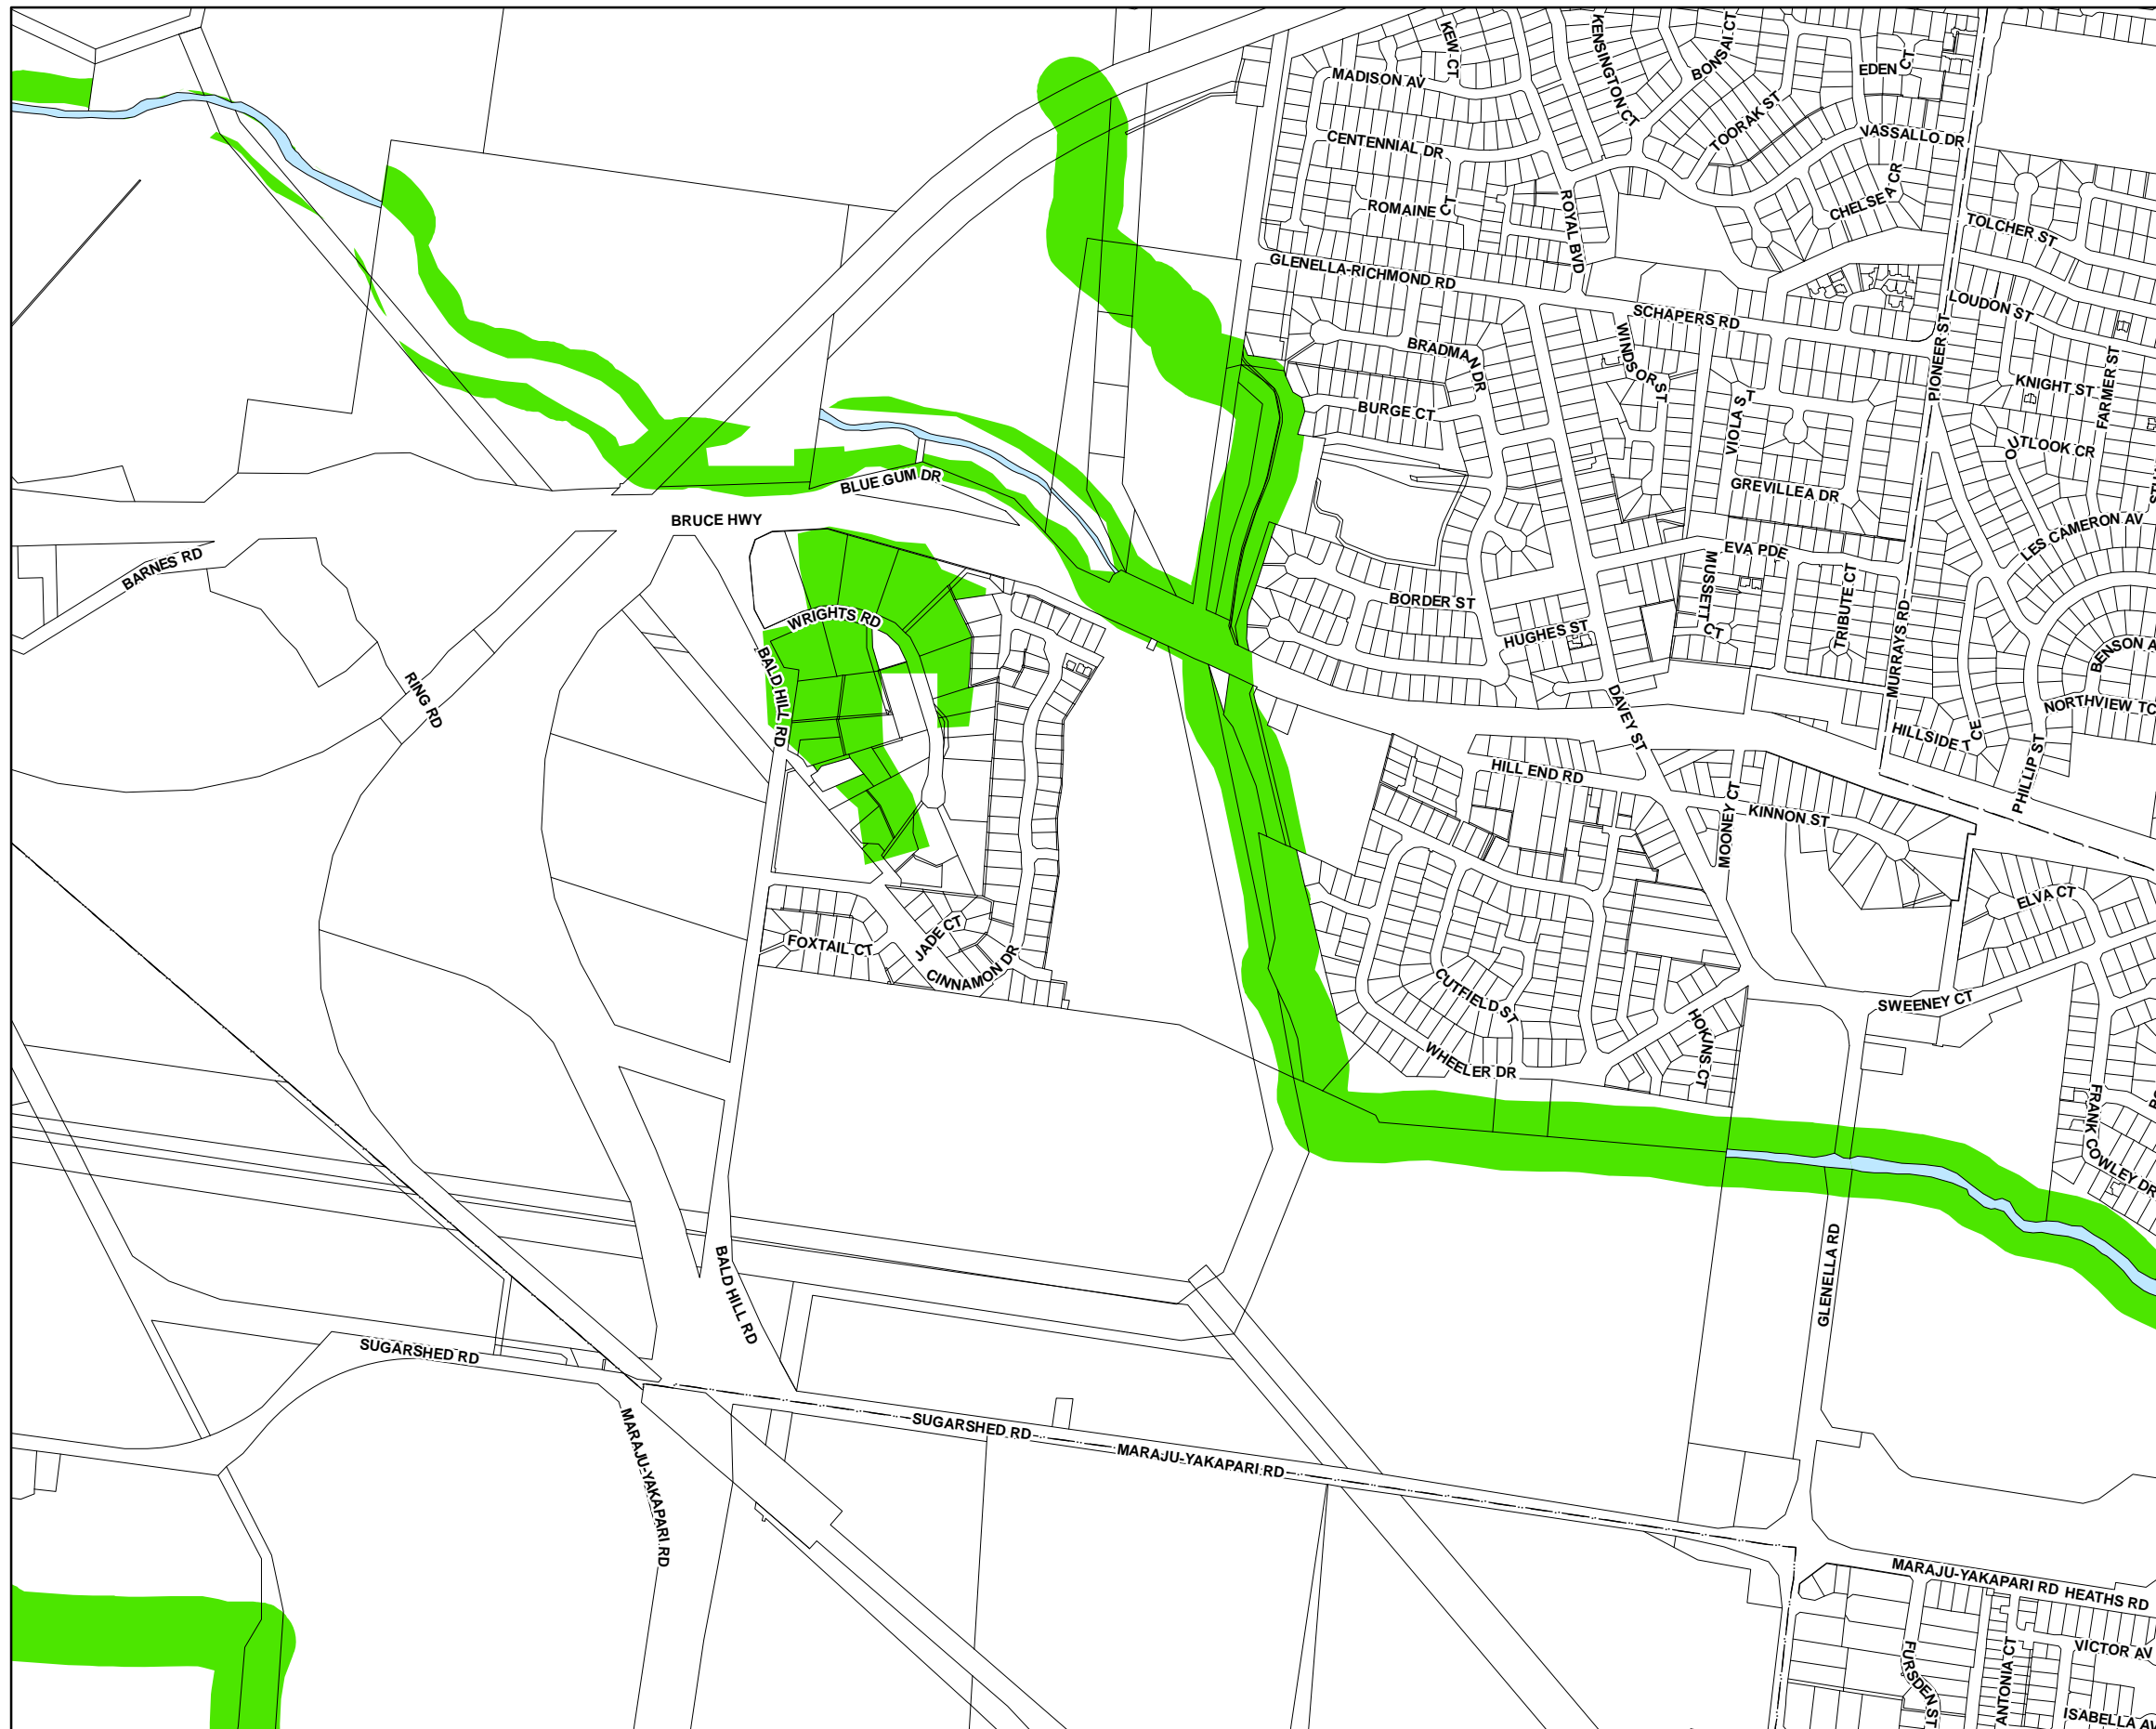 KEW CT
KENSINGTON CT
BONSAI CT
EDEN CT
MADISON AV
TOORAK ST
VASSALLO DR
CENTENNIAL DR
CHELSEA CR
ROMAINE CT
ROYAL BVD
TOLCHER ST
GLENELLA-RICHMOND RD
LOUDON ST
SCHAPERS RD
PIONEER ST
WINDSOR ST
BRADMAN DR
FARMER ST
KNIGHT ST
BURGE CT
VIOLA ST
OUTLOOK CR
BLUE GUM DR
GREVILLEA DR
BRUCE HWY
LES CAMERON AV
BARNES RD
EVA PDE
MUSSETT CT
TRIBUTE CT
BORDER ST
MURRAYS RD
WRIGHTS RD
HUGHES ST
BENSON A
BALD HILL RD
RING RD
DAVEY ST
NORTHVIEW TC
HILLSIDE TCE
PHILLIP ST
HILL END RD
MOONEY CT
KINNON ST
ELVA CT
FOXTAIL CT
JADE CT
CINNAMON DR
CUTFIELD ST
SWEENEY CT
HOKINS CT
WHEELER DR
FRANK COWLEY DR
GLENELLA RD
BALD HILL RD
SUGARSHED RD
SUGARSHED RD
MARAJU-YAKAPARI RD
MARAJU-YAKAPARI RD
MARAJU-YAKAPARI RD HEATHS RD
VICTOR AV
FURSDEN ST
ANTONIA CT
ISABELLA AV